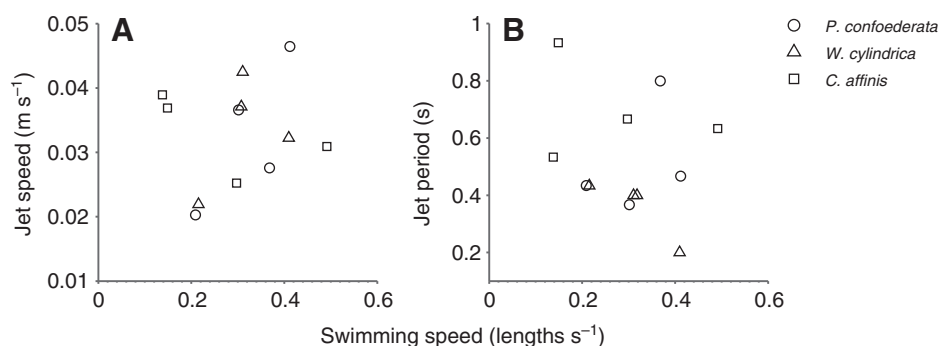 A
Jet speed (m s⁻¹)
0.05
0.04
0.03
0.02
0.01
0
0.2
0.4
0.6
B
Jet period (s)
1
0.8
0.6
0.4
0.2
0
0.2
0.4
0.6
Swimming speed (lengths s⁻¹)
P. confoederata
W. cylindrica
C. affinis